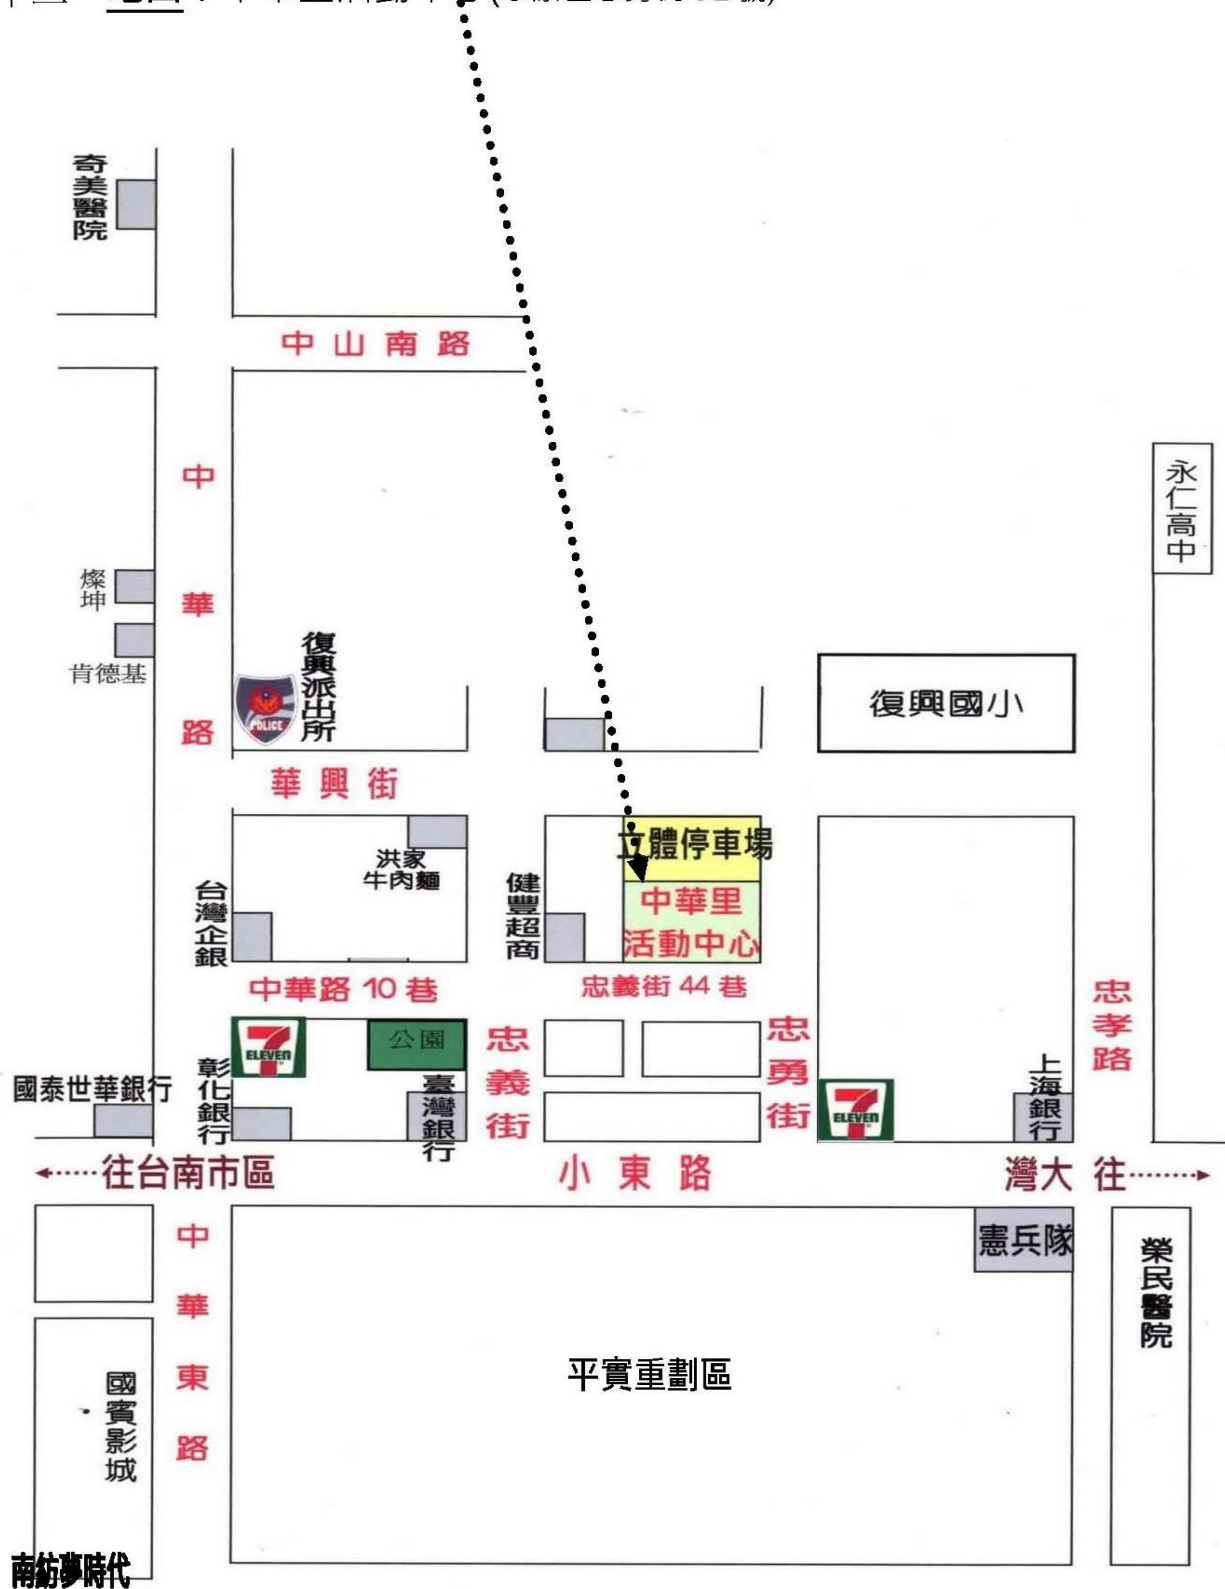 奇美醫院
中山南路
中華路
永仁高中
燦坤
肯德基
復興派出所
POLICE
復興國小
華興街
立體停車場
洪家
牛肉麵
中華里
活動中心
台灣企銀
健豐超商
中華路10巷
忠義街44巷
忠孝路
7
ELEVEN
公園
忠義街
忠勇街
國泰世華銀行
彰化銀行
臺灣銀行
7
ELEVEN
上海銀行
往台南市區
小東路
灣大 往
中華東路
憲兵隊
榮民醫院
平實重劃區
國賓影城
南紡夢時代